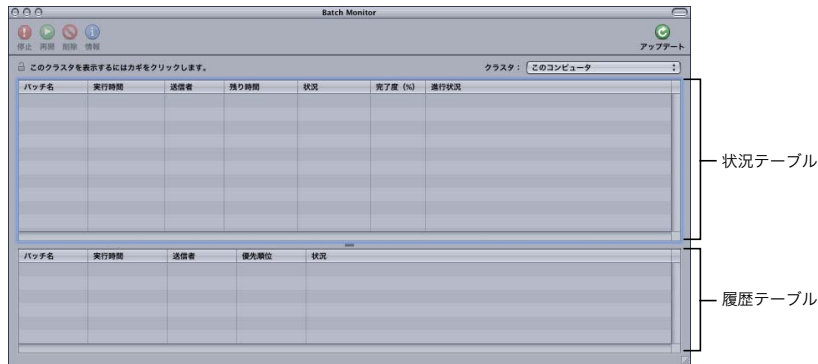 Batch Monitor
停止 再開 削除 情報
アップデート
このクラスタを表示するにはカギをクリックします。
クラスタ： このコンピュータ
バッチ名 実行時間 送信者 残り時間 状況 完了度 (%) 進行状況
状況テーブル
バッチ名 実行時間 送信者 優先順位 状況
履歴テーブル